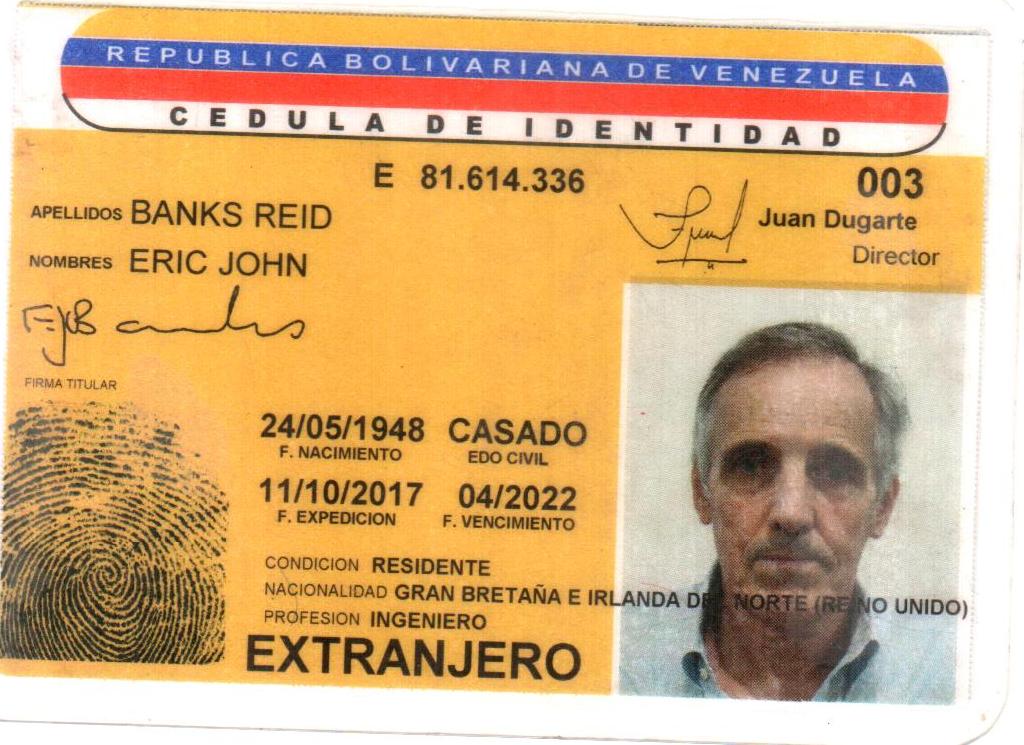 REPUBLICA BOLIVARIANA DE VENEZUELA
CEDULA DE IDENTIDAD
E 81.614.336
003
APELLIDOS BANKS REID
Juan Dugarte
Director
NOMBRES ERIC JOHN
EJB anks
FIRMA TITULAR
24/05/1948 CASADO
F. NACIMIENTO EDO CIVIL
11/10/2017 04/2022
F. EXPEDICION F. VENCIMIENTO
CONDICION RESIDENTE
NACIONALIDAD GRAN BRETAÑA E IRLANDA DEL NORTE (REINO UNIDO)
PROFESION INGENIERO
EXTRANJERO